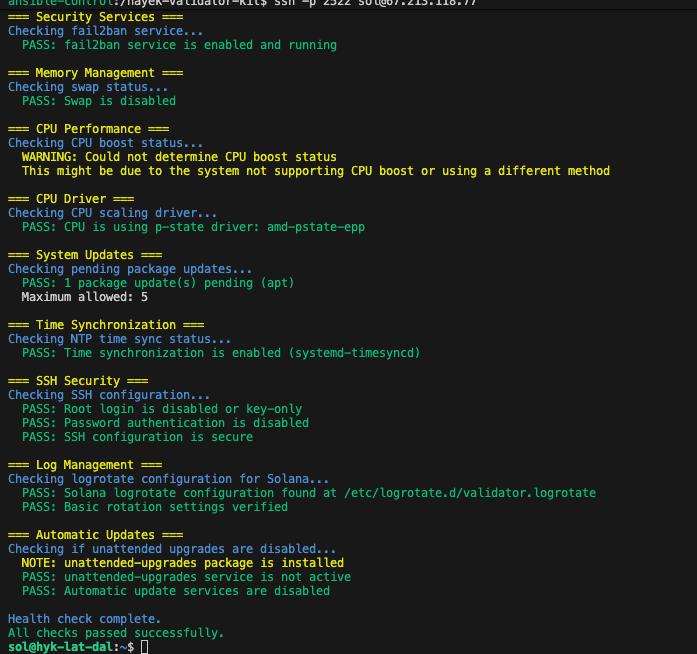 ansible-control:/hayek-validator-kit$ ssh -p 2522 sol@67.213.118.77
=== Security Services ===
Checking fail2ban service...
  PASS: fail2ban service is enabled and running
=== Memory Management ===
Checking swap status...
  PASS: Swap is disabled
=== CPU Performance ===
Checking CPU boost status...
  WARNING: Could not determine CPU boost status
  This might be due to the system not supporting CPU boost or using a different method
=== CPU Driver ===
Checking CPU scaling driver...
  PASS: CPU is using p-state driver: amd-pstate-epp
=== System Updates ===
Checking pending package updates...
  PASS: 1 package update(s) pending (apt)
  Maximum allowed: 5
=== Time Synchronization ===
Checking NTP time sync status...
  PASS: Time synchronization is enabled (systemd-timesyncd)
=== SSH Security ===
Checking SSH configuration...
  PASS: Root login is disabled or key-only
  PASS: Password authentication is disabled
  PASS: SSH configuration is secure
=== Log Management ===
Checking logrotate configuration for Solana...
  PASS: Solana logrotate configuration found at /etc/logrotate.d/validator.logrotate
  PASS: Basic rotation settings verified
=== Automatic Updates ===
Checking if unattended upgrades are disabled...
  NOTE: unattended-upgrades package is installed
  PASS: unattended-upgrades service is not active
  PASS: Automatic update services are disabled
Health check complete.
All checks passed successfully.
sol@hyk-lat-dal:~$